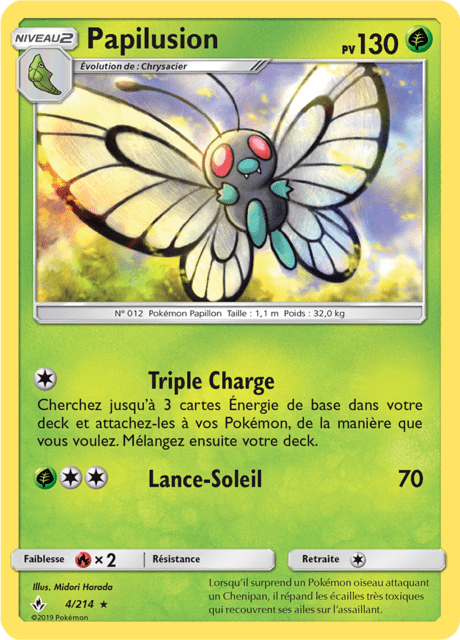 NIVEAU 2
Papilusion
PV 130
Évolution de : Chrysacier
N° 012 Pokémon Papillon Taille : 1,1 m Poids : 32,0 kg
Triple Charge
Cherchez jusqu'à 3 cartes Énergie de base dans votre
deck et attachez-les à vos Pokémon, de la manière que
vous voulez. Mélangez ensuite votre deck.
Lance-Soleil 70
Faiblesse × 2 Résistance Retraite
Illus. Midori Harada
4/214 ★
©2019 Pokémon
Lorsqu'il surprend un Pokémon oiseau attaquant
un Chenipan, il répand les écailles très toxiques
qui recouvrent ses ailes sur l'assaillant.